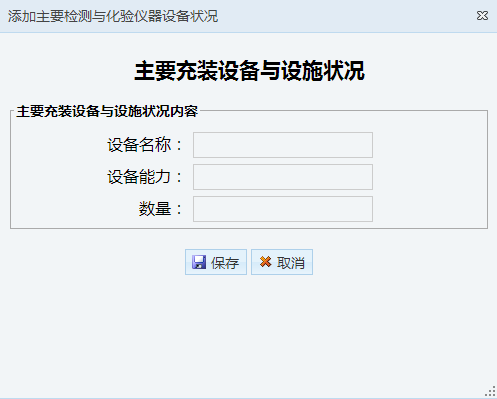 添加主要检测与化验仪器设备状况
主要充装设备与设施状况
主要充装设备与设施状况内容
设备名称：
设备能力：
数量：
保存 取消